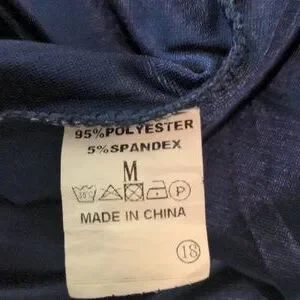 95%POLYESTER
5%SPANDEX
M
P
MADE IN CHINA
18